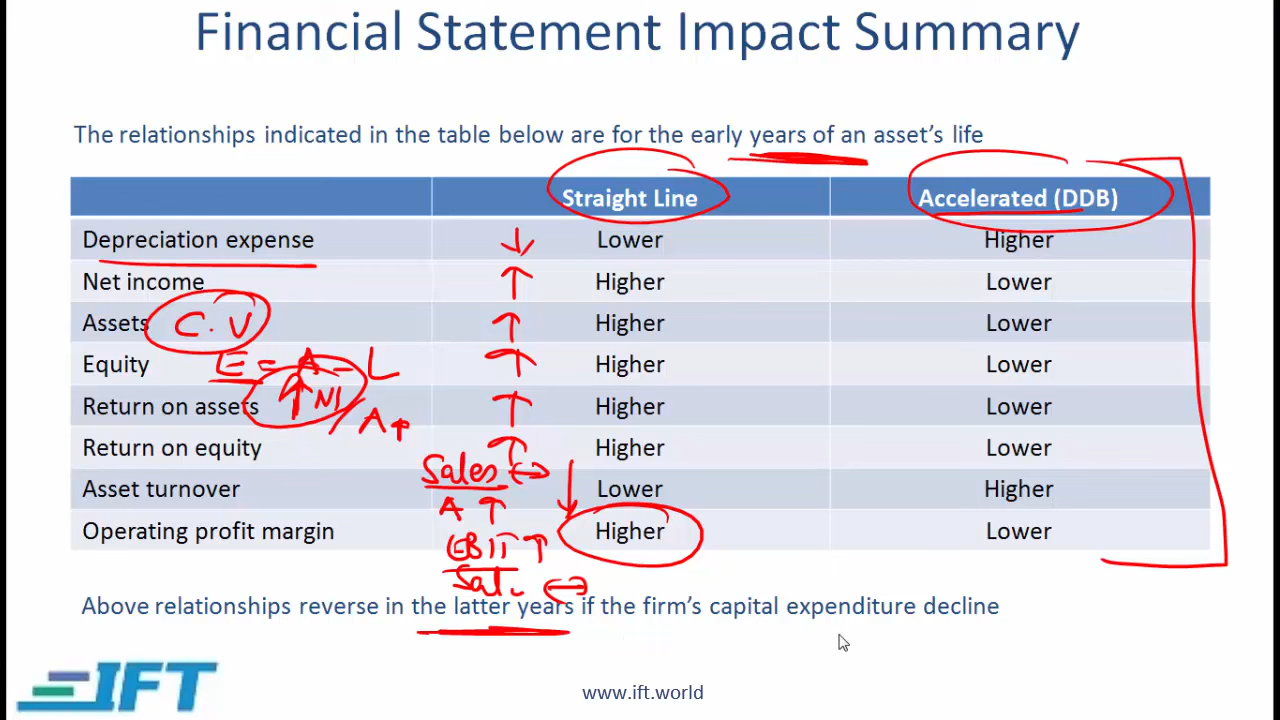 Financial Statement Impact Summary
The relationships indicated in the table below are for the early years of an asset's life
Straight Line Accelerated (DDB)
Depreciation expense ↓ Lower Higher
Net income ↑ Higher Lower
Assets C.V ↑ Higher Lower
Equity E = A - L ↑ Higher Lower
↑ NI
Return on assets / A ↑ ↑ Higher Lower
Return on equity ↑ Higher Lower
Sales ↔
Asset turnover ↓ Lower Higher
A ↑
Operating profit margin Higher Lower
EBIT ↑
↔
Above relationships reverse in the latter years if the firm's capital expenditure decline
IFT
www.ift.world